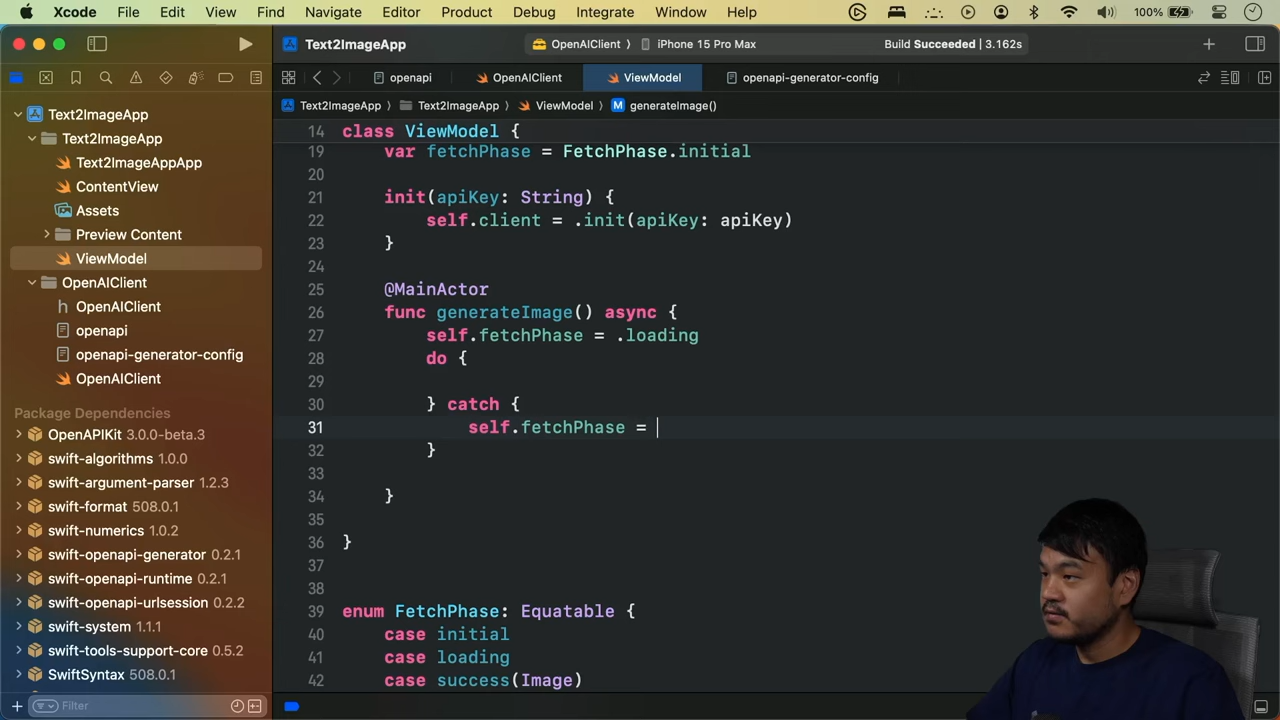 Xcode File Edit View Find Navigate Editor Product Debug Integrate Window Help 100%
Text2ImageApp OpenAIClient iPhone 15 Pro Max Build Succeeded | 3.162s
openapi OpenAIClient ViewModel openapi-generator-config
Text2ImageApp Text2ImageApp ViewModel M generateImage()
Text2ImageApp
Text2ImageApp
Text2ImageAppApp
ContentView
Assets
Preview Content
ViewModel
OpenAIClient
OpenAIClient
openapi
openapi-generator-config
OpenAIClient
Package Dependencies
OpenAPIKit 3.0.0-beta.3
swift-algorithms 1.0.0
swift-argument-parser 1.2.3
swift-format 508.0.1
swift-numerics 1.0.2
swift-openapi-generator 0.2.1
swift-openapi-runtime 0.2.1
swift-openapi-urlsession 0.2.2
swift-system 1.1.1
swift-tools-support-core 0.5.2
SwiftSyntax 508.0.1
Filter
14 class ViewModel {
19 var fetchPhase = FetchPhase.initial
20
21 init(apiKey: String) {
22 self.client = .init(apiKey: apiKey)
23 }
24
25 @MainActor
26 func generateImage() async {
27 self.fetchPhase = .loading
28 do {
29
30 } catch {
31 self.fetchPhase =
32 }
33
34 }
35
36 }
37
38
39 enum FetchPhase: Equatable {
40 case initial
41 case loading
42 case success(Image)